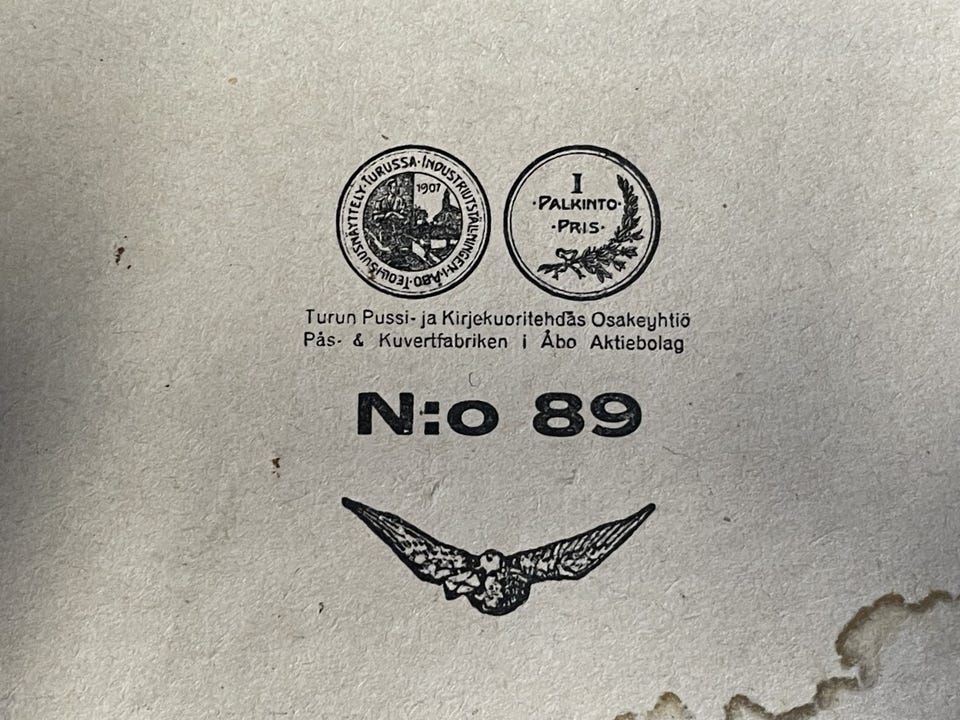 TEOLLISUUSNÄYTTELY·TURUSSA·INDUSTRIUTSTÄLLNINGEN·I·ÅBO·
1907
I
·PALKINTO·
·PRIS·
Turun Pussi- ja Kirjekuoritehdas Osakeyhtiö
Pås- & Kuvertfabriken i Åbo Aktiebolag
N:o 89